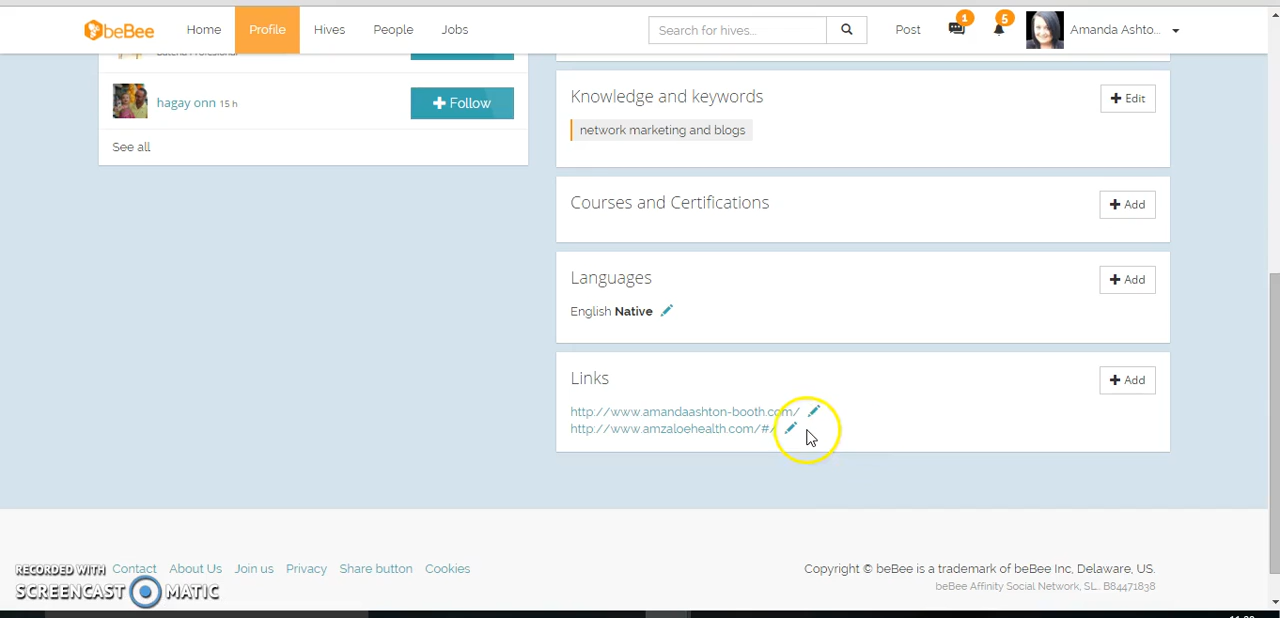 beBee Home Profile Hives People Jobs Search for hives... Post 1 5 Amanda Ashto...
hagay onn 15 h
+ Follow
See all
Knowledge and keywords
+ Edit
network marketing and blogs
Courses and Certifications
+ Add
Languages
+ Add
English Native
Links
+ Add
http://www.amandaashton-booth.com/
http://www.amzaloehealth.com/#/
RECORDED WITH
SCREENCAST MATIC
Contact About Us Join us Privacy Share button Cookies
Copyright © beBee is a trademark of beBee Inc, Delaware, US.
beBee Affinity Social Network, SL.. B84471838